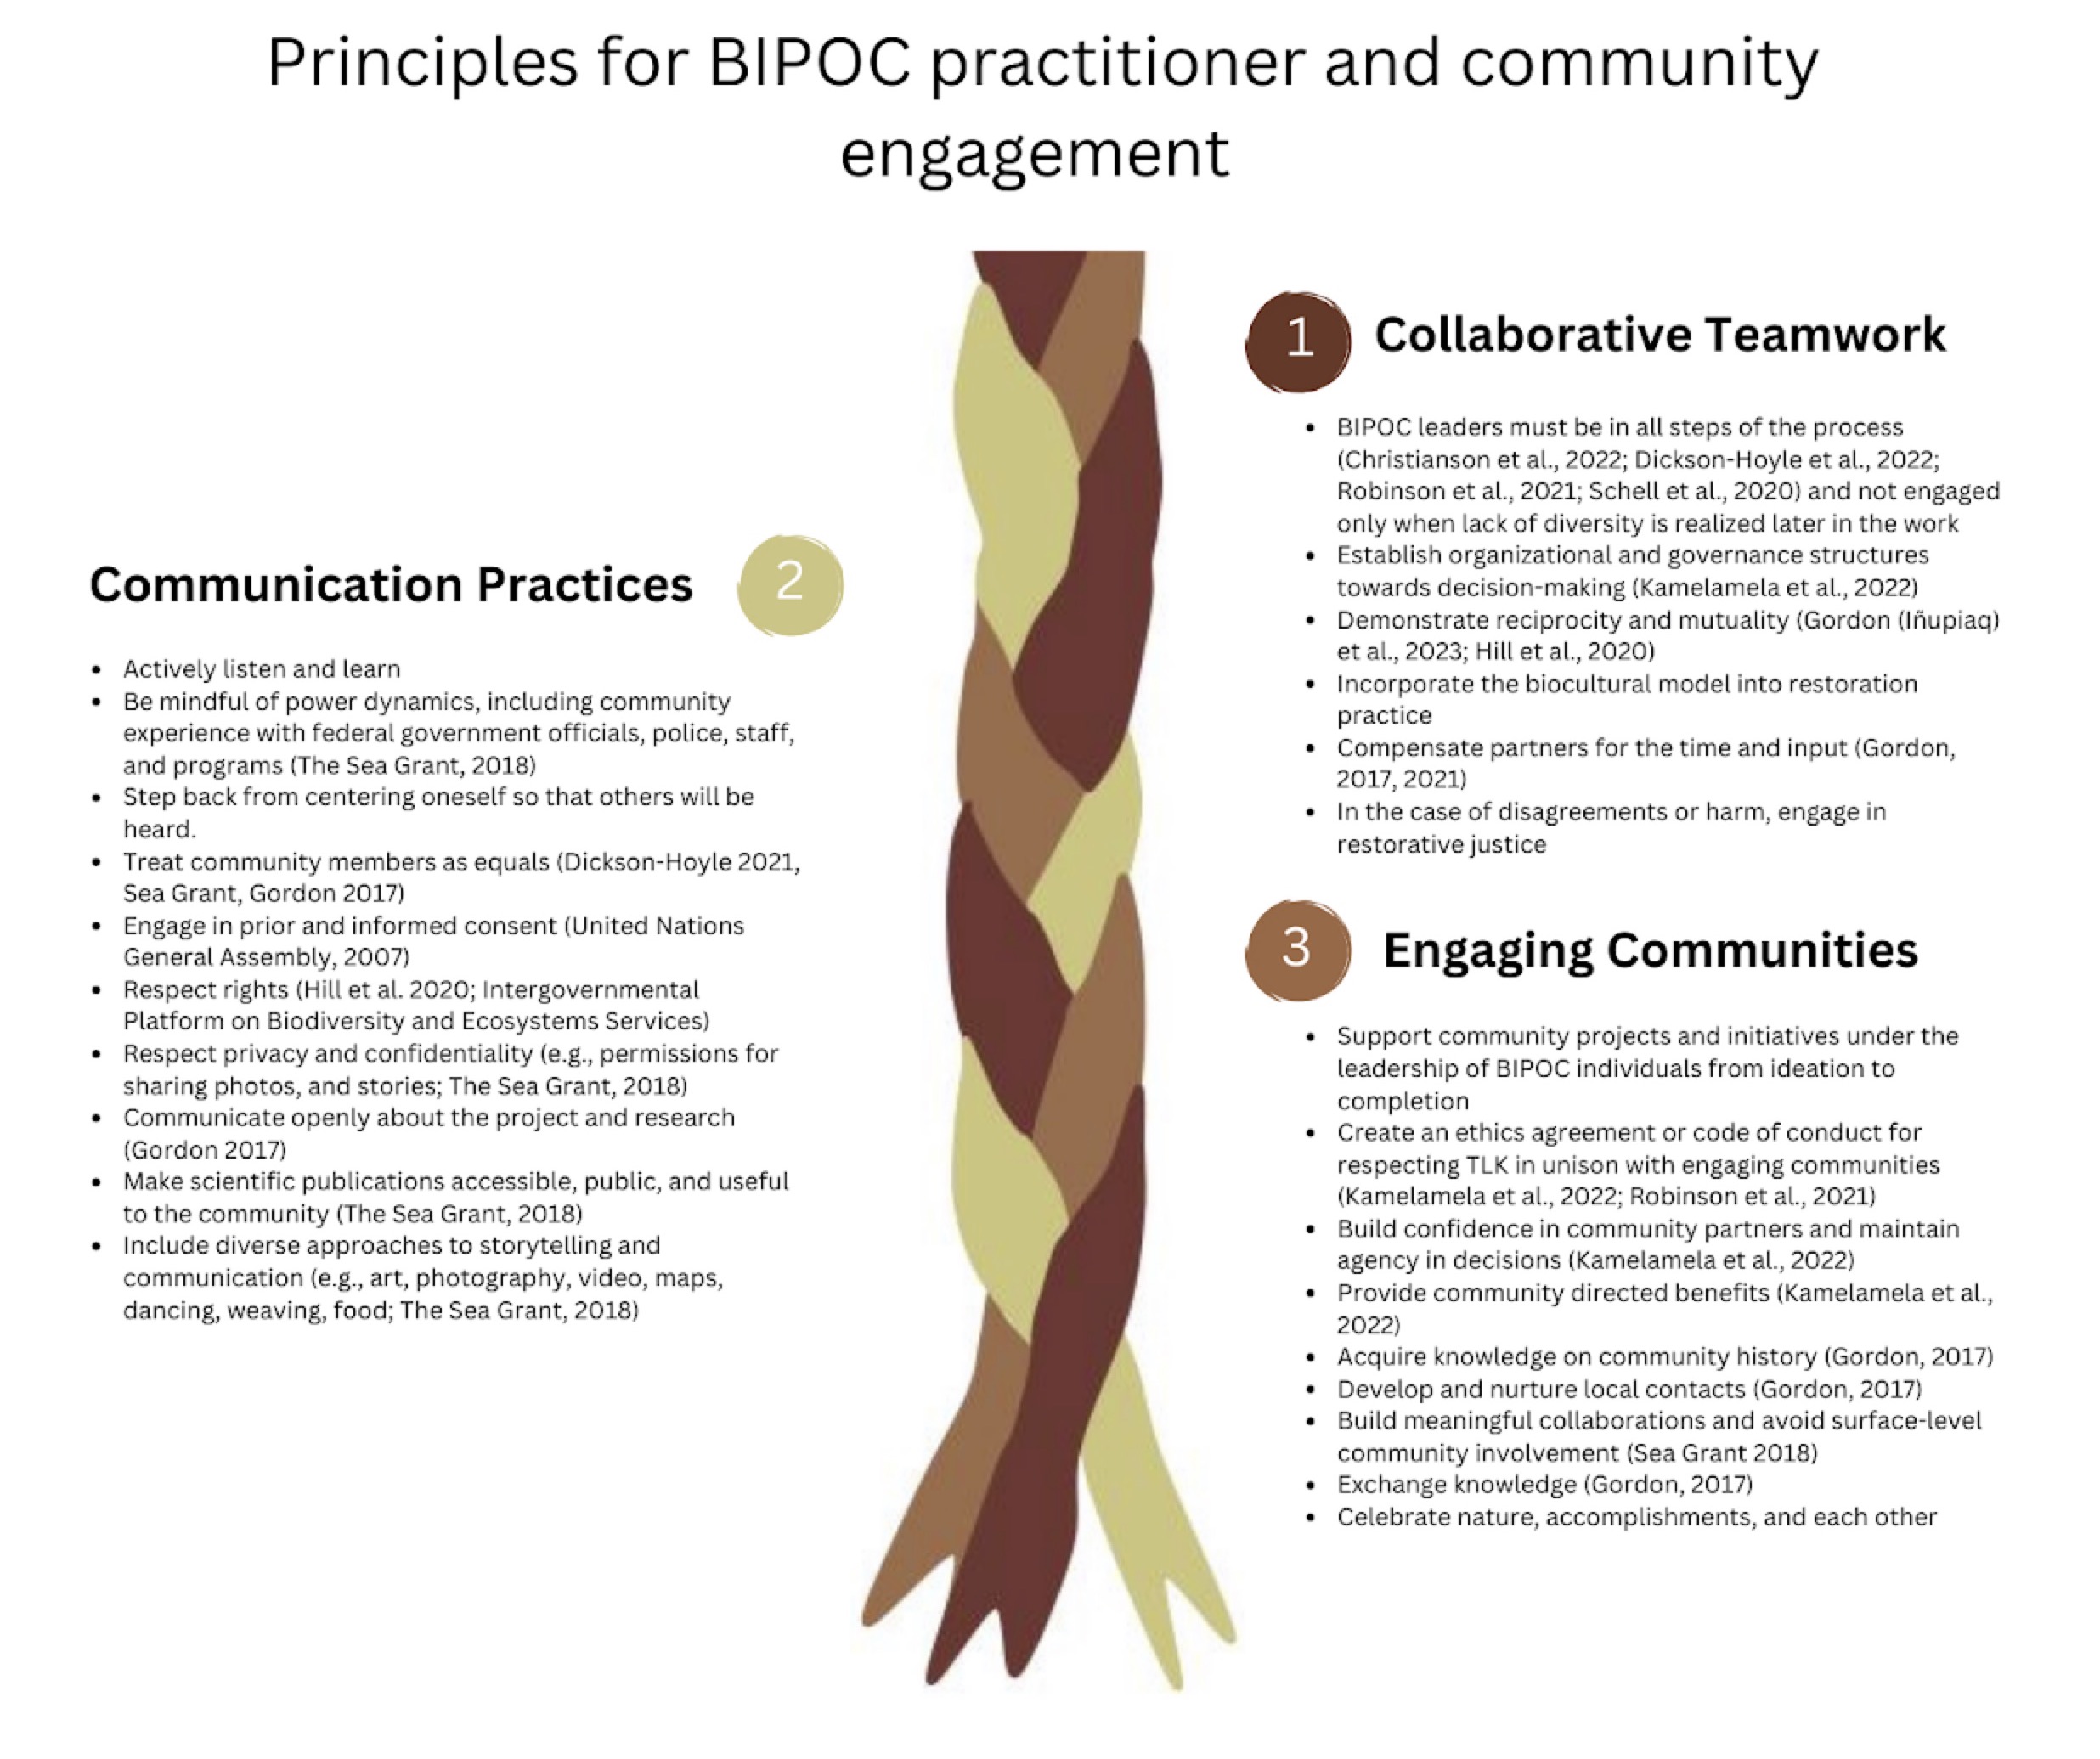 Principles for BIPOC practitioner and community
engagement
1
Collaborative Teamwork
• BIPOC leaders must be in all steps of the process
(Christianson et al., 2022; Dickson-Hoyle et al., 2022;
Robinson et al., 2021; Schell et al., 2020) and not engaged
only when lack of diversity is realized later in the work
• Establish organizational and governance structures
towards decision-making (Kamelamela et al., 2022)
• Demonstrate reciprocity and mutuality (Gordon (Iñupiaq)
et al., 2023; Hill et al., 2020)
• Incorporate the biocultural model into restoration
practice
• Compensate partners for the time and input (Gordon,
2017, 2021)
• In the case of disagreements or harm, engage in
restorative justice
Communication Practices
2
• Actively listen and learn
• Be mindful of power dynamics, including community
experience with federal government officials, police, staff,
and programs (The Sea Grant, 2018)
• Step back from centering oneself so that others will be
heard.
• Treat community members as equals (Dickson-Hoyle 2021,
Sea Grant, Gordon 2017)
• Engage in prior and informed consent (United Nations
General Assembly, 2007)
• Respect rights (Hill et al. 2020; Intergovernmental
Platform on Biodiversity and Ecosystems Services)
• Respect privacy and confidentiality (e.g., permissions for
sharing photos, and stories; The Sea Grant, 2018)
• Communicate openly about the project and research
(Gordon 2017)
• Make scientific publications accessible, public, and useful
to the community (The Sea Grant, 2018)
• Include diverse approaches to storytelling and
communication (e.g., art, photography, video, maps,
dancing, weaving, food; The Sea Grant, 2018)
3
Engaging Communities
• Support community projects and initiatives under the
leadership of BIPOC individuals from ideation to
completion
• Create an ethics agreement or code of conduct for
respecting TLK in unison with engaging communities
(Kamelamela et al., 2022; Robinson et al., 2021)
• Build confidence in community partners and maintain
agency in decisions (Kamelamela et al., 2022)
• Provide community directed benefits (Kamelamela et al.,
2022)
• Acquire knowledge on community history (Gordon, 2017)
• Develop and nurture local contacts (Gordon, 2017)
• Build meaningful collaborations and avoid surface-level
community involvement (Sea Grant 2018)
• Exchange knowledge (Gordon, 2017)
• Celebrate nature, accomplishments, and each other